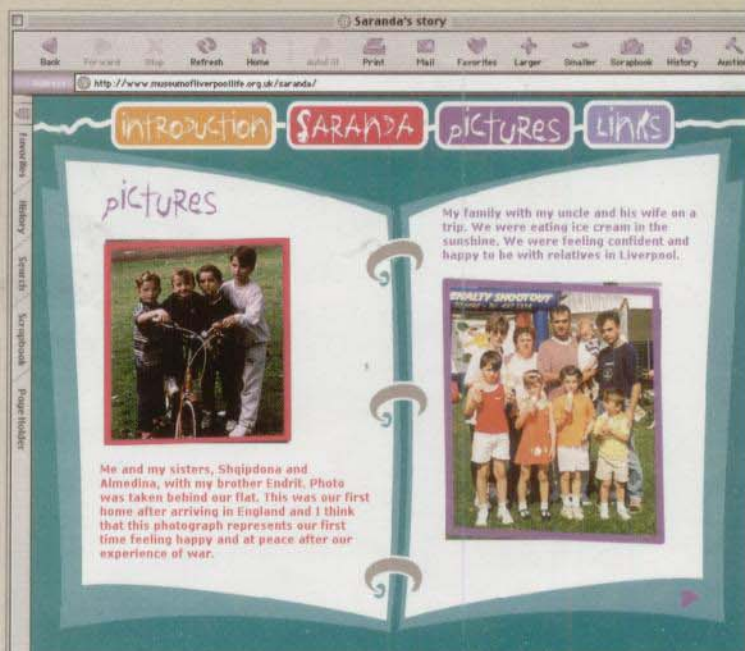 Saranda's story
Back
Forward
Stop
Refresh
Home
AutoFill
Print
Mail
Favorites
Larger
Smaller
Scrapbook
History
Auction
http://www.museumofliverpoollife.org.uk/saranda/
Favorites
History
Search
Scrapbook
Page Holder
iNTRODUCTION
SARANDA
piCTURES
LiNKS
piCTURES
Me and my sisters, Shqipdona and
Almedina, with my brother Endrit. Photo
was taken behind our flat. This was our first
home after arriving in England and I think
that this photograph represents our first
time feeling happy and at peace after our
experience of war.
My family with my uncle and his wife on a
trip. We were eating ice cream in the
sunshine. We were feeling confident and
happy to be with relatives in Liverpool.
ENALTY SHOOTOUT